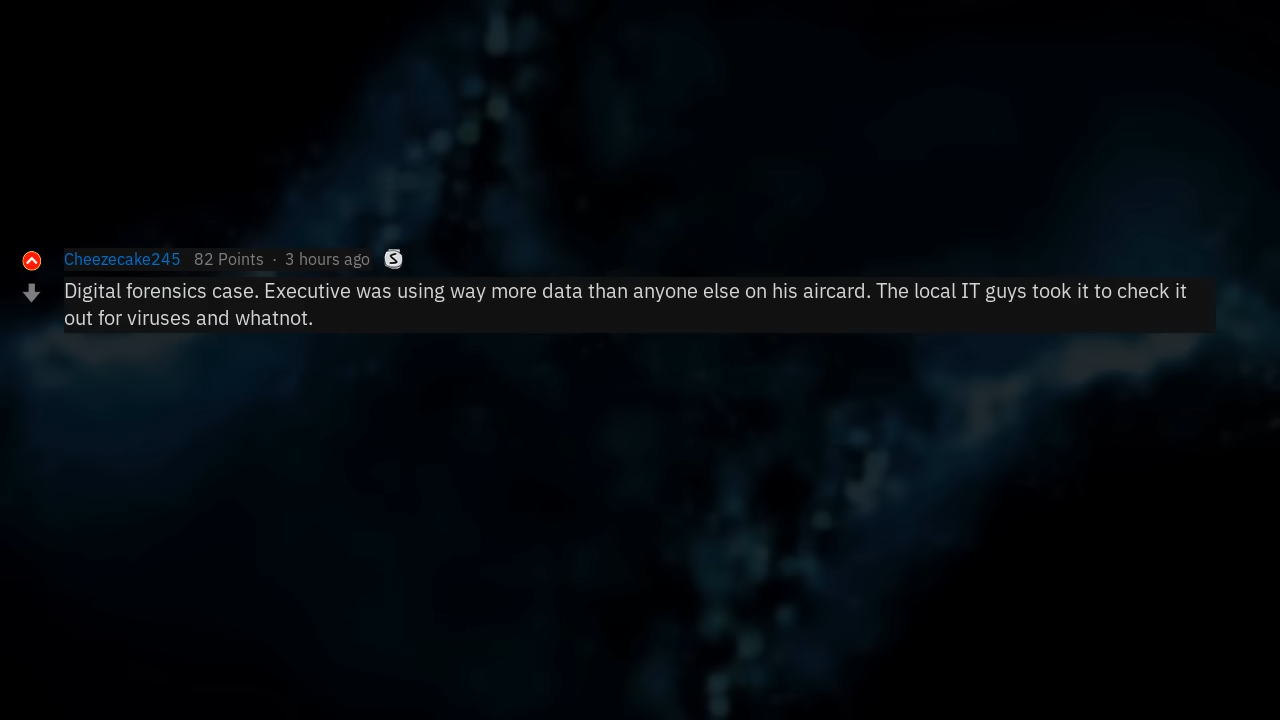 Cheezecake245 82 Points · 3 hours ago
Digital forensics case. Executive was using way more data than anyone else on his aircard. The local IT guys took it to check it
out for viruses and whatnot.